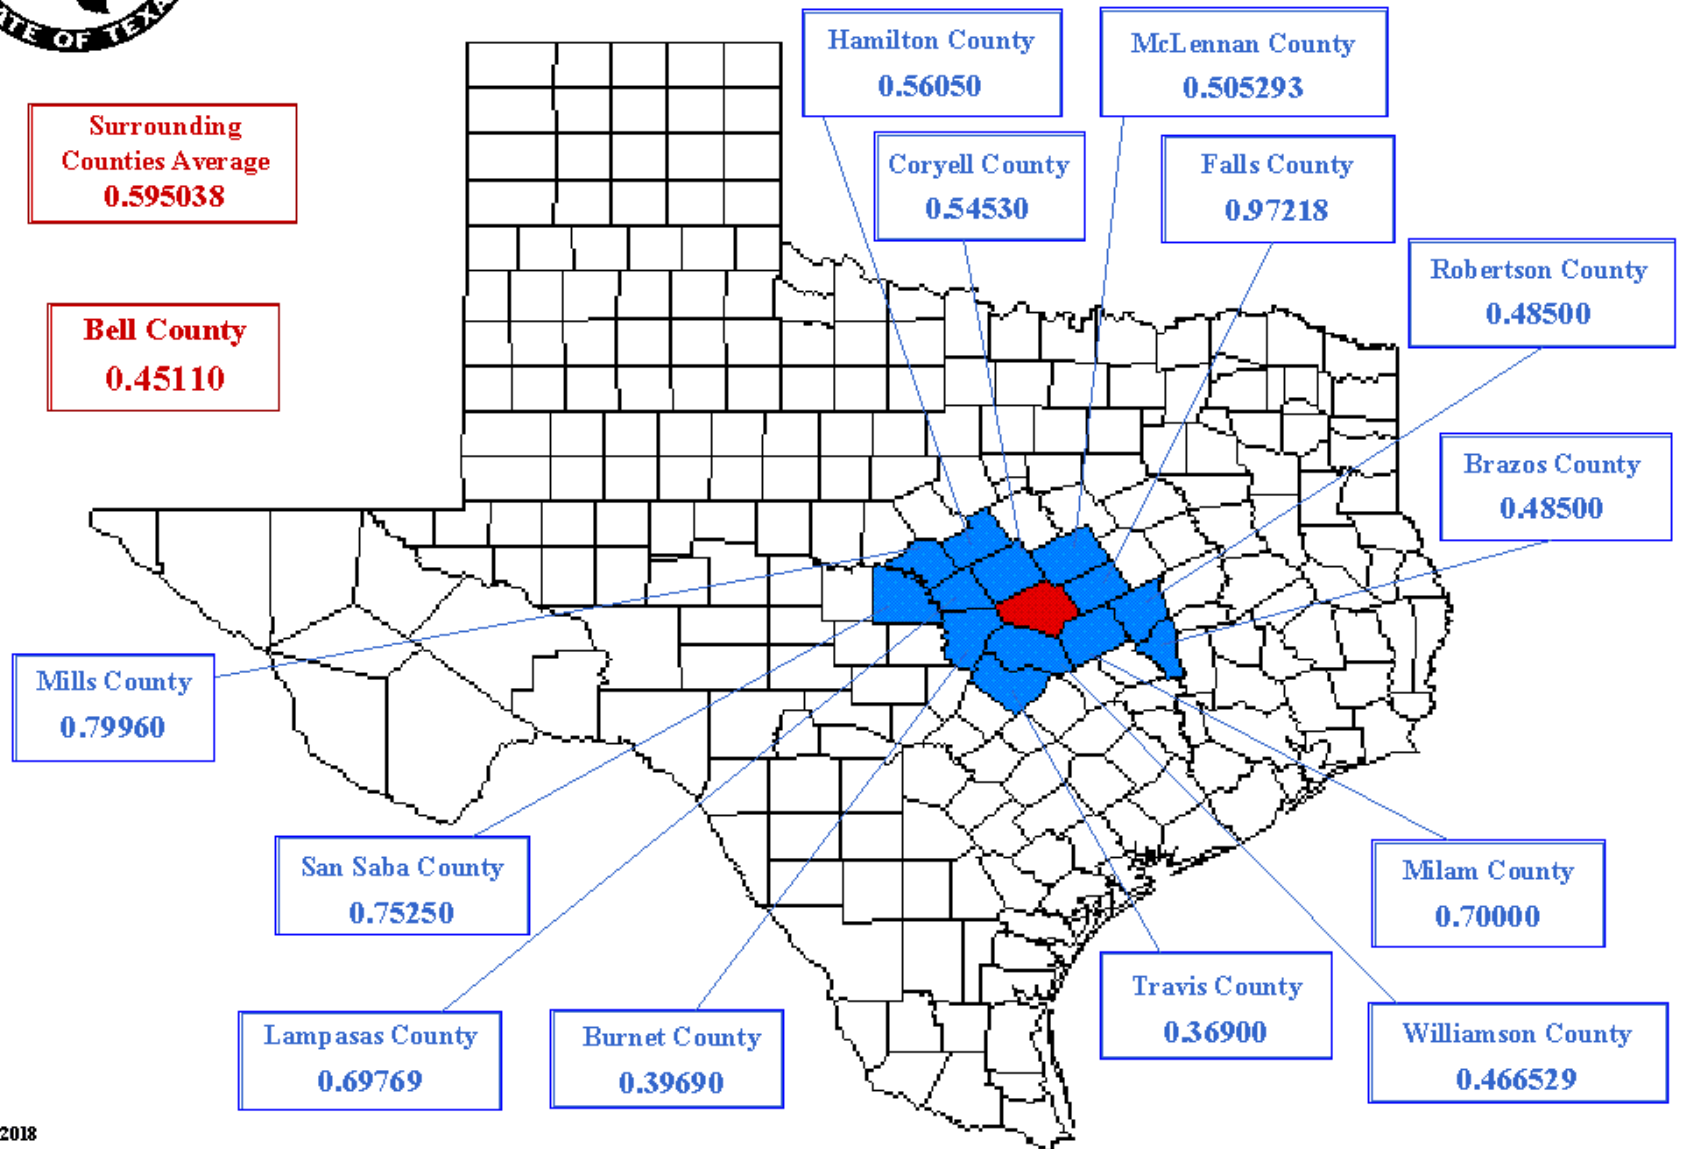 ATE OF TEXA
Hamilton County
0.56050
McLennan County
0.505293
Surrounding
Counties Average
0.595038
Coryell County
0.54530
Falls County
0.97218
Robertson County
0.48500
Bell County
0.45110
Brazos County
0.48500
Mills County
0.79960
San Saba County
0.75250
Milam County
0.70000
Travis County
0.36900
Lampasas County
0.69769
Burnet County
0.39690
Williamson County
0.466529
2018